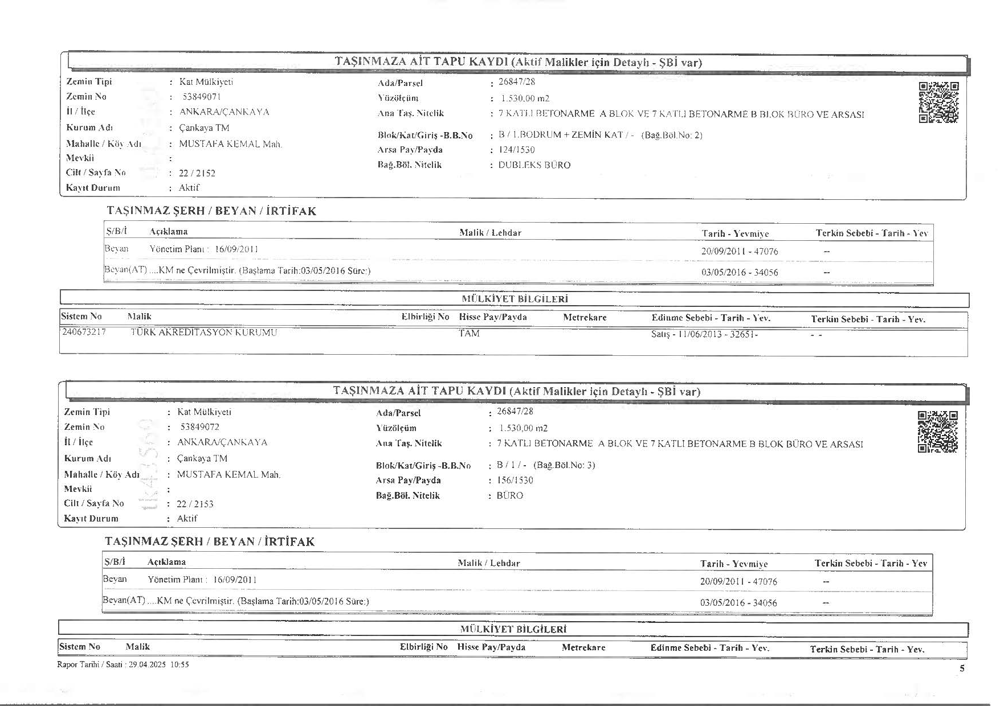 TAŞINMAZA AİT TAPU KAYDI (Aktif Malikler için Detaylı - ŞBİ var)
Zemin Tipi : Kat Mülkiyeti Ada/Parsel : 26847/28
Zemin No : 53849071 Yüzölçüm : 1.530,00 m2
İl / İlçe : ANKARA/ÇANKAYA Ana Taş. Nitelik : 7 KATLI BETONARME A BLOK VE 7 KATLI BETONARME B BLOK BÜRO VE ARSASI
Kurum Adı : Çankaya TM Blok/Kat/Giriş -B.B.No : B / 1.BODRUM + ZEMİN KAT / - (Bağ.Böl.No: 2)
Mahalle / Köy Adı : MUSTAFA KEMAL Mah. Arsa Pay/Payda : 124/1530
Mevkii :
Bağ.Böl. Nitelik : DUBLEKS BÜRO
Cilt / Sayfa No : 22 / 2152
Kayıt Durum : Aktif
TAŞINMAZ ŞERH / BEYAN / İRTİFAK
Ş/B/İ Açıklama Malik / Lehdar Tarih - Yevmiye Terkin Sebebi - Tarih - Yev
Beyan Yönetim Planı : 16/09/2011 20/09/2011 - 47076 --
Beyan(AT) ....KM ne Çevrilmiştir. (Başlama Tarih:03/05/2016 Süre:) 03/05/2016 - 34056 --
MÜLKİYET BİLGİLERİ
Sistem No Malik Elbirliği No Hisse Pay/Payda Metrekare Edinme Sebebi - Tarih - Yev. Terkin Sebebi - Tarih - Yev.
240673217 TÜRK AKREDİTASYON KURUMU TAM Satış - 11/06/2013 - 32651- - -
TAŞINMAZA AİT TAPU KAYDI (Aktif Malikler için Detaylı - ŞBİ var)
Zemin Tipi : Kat Mülkiyeti Ada/Parsel : 26847/28
Zemin No : 53849072 Yüzölçüm : 1.530,00 m2
İl / İlçe : ANKARA/ÇANKAYA Ana Taş. Nitelik : 7 KATLI BETONARME A BLOK VE 7 KATLI BETONARME B BLOK BÜRO VE ARSASI
Kurum Adı : Çankaya TM Blok/Kat/Giriş -B.B.No : B / 1 / - (Bağ.Böl.No: 3)
Mahalle / Köy Adı : MUSTAFA KEMAL Mah. Arsa Pay/Payda : 156/1530
Mevkii :
Bağ.Böl. Nitelik : BÜRO
Cilt / Sayfa No : 22 / 2153
Kayıt Durum : Aktif
TAŞINMAZ ŞERH / BEYAN / İRTİFAK
Ş/B/İ Açıklama Malik / Lehdar Tarih - Yevmiye Terkin Sebebi - Tarih - Yev
Beyan Yönetim Planı : 16/09/2011 20/09/2011 - 47076 --
Beyan(AT) ....KM ne Çevrilmiştir. (Başlama Tarih:03/05/2016 Süre:) 03/05/2016 - 34056 --
MÜLKİYET BİLGİLERİ
Sistem No Malik Elbirliği No Hisse Pay/Payda Metrekare Edinme Sebebi - Tarih - Yev. Terkin Sebebi - Tarih - Yev.
Rapor Tarihi / Saati : 29.04.2025 10:55
5